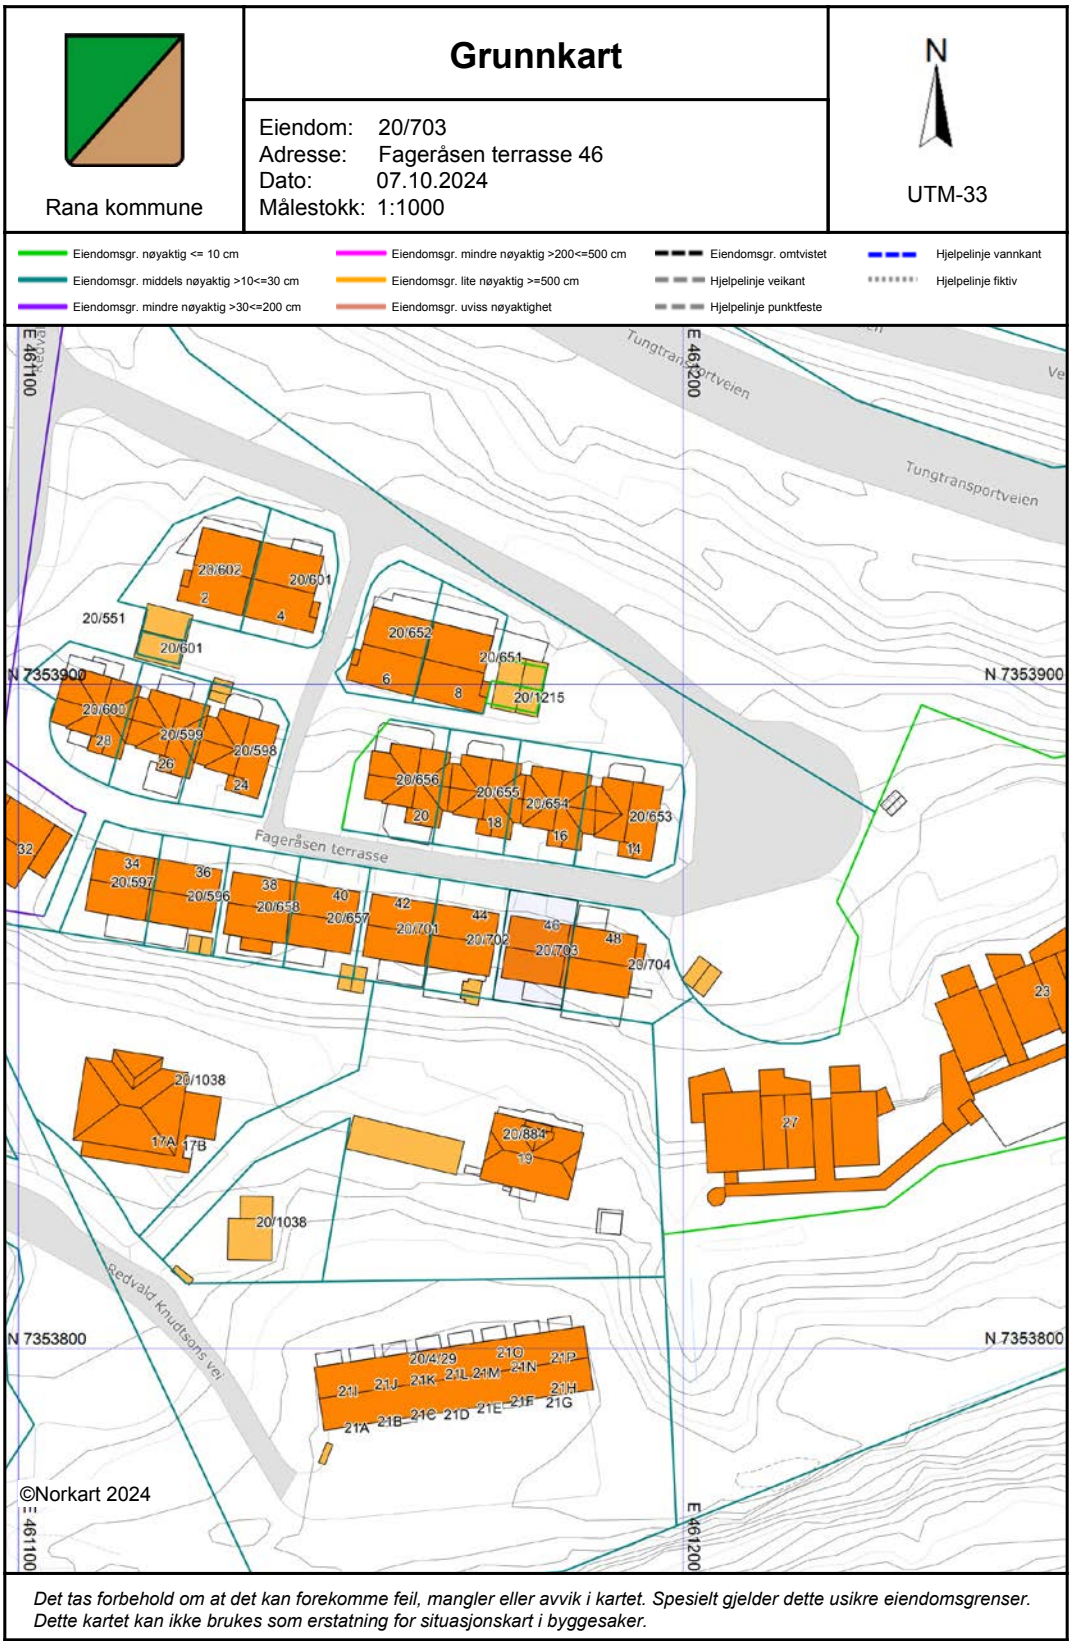 Grunnkart
Rana kommune
Eiendom: 20/703
Adresse: Fageråsen terrasse 46
Dato: 07.10.2024
Målestokk: 1:1000
N
UTM-33
Eiendomsgr. nøyaktig <= 10 cm
Eiendomsgr. middels nøyaktig >10<=30 cm
Eiendomsgr. mindre nøyaktig >30<=200 cm
Eiendomsgr. mindre nøyaktig >200<=500 cm
Eiendomsgr. lite nøyaktig >=500 cm
Eiendomsgr. uviss nøyaktighet
Eiendomsgr. omtvistet
Hjelpelinje veikant
Hjelpelinje punktfeste
Hjelpelinje vannkant
Hjelpelinje fiktiv
E 461100
E 461200
Tungtransportveien
Tungtransportveien
20/602
2
20/601
4
20/551
20/601
20/652
6
20/651
8
20/1215
N 7353900
N 7353900
20/600
28
20/599
26
20/598
24
20/656
20
20/655
18
20/654
16
20/653
14
Fageråsen terrasse
32
34
20/597
36
20/596
38
20/658
40
20/657
42
20/701
44
20/702
46
20/703
48
20/704
23
27
20/1038
17A
17B
20/884
19
20/1038
Redvald Knudtsons vei
N 7353800
N 7353800
20/4/29
21I
21J
21K
21L
21M
21O
21N
21P
21A
21B
21C
21D
21E
21F
21H
21G
©Norkart 2024
E 461100
E 461200
Det tas forbehold om at det kan forekomme feil, mangler eller avvik i kartet. Spesielt gjelder dette usikre eiendomsgrenser.
Dette kartet kan ikke brukes som erstatning for situasjonskart i byggesaker.